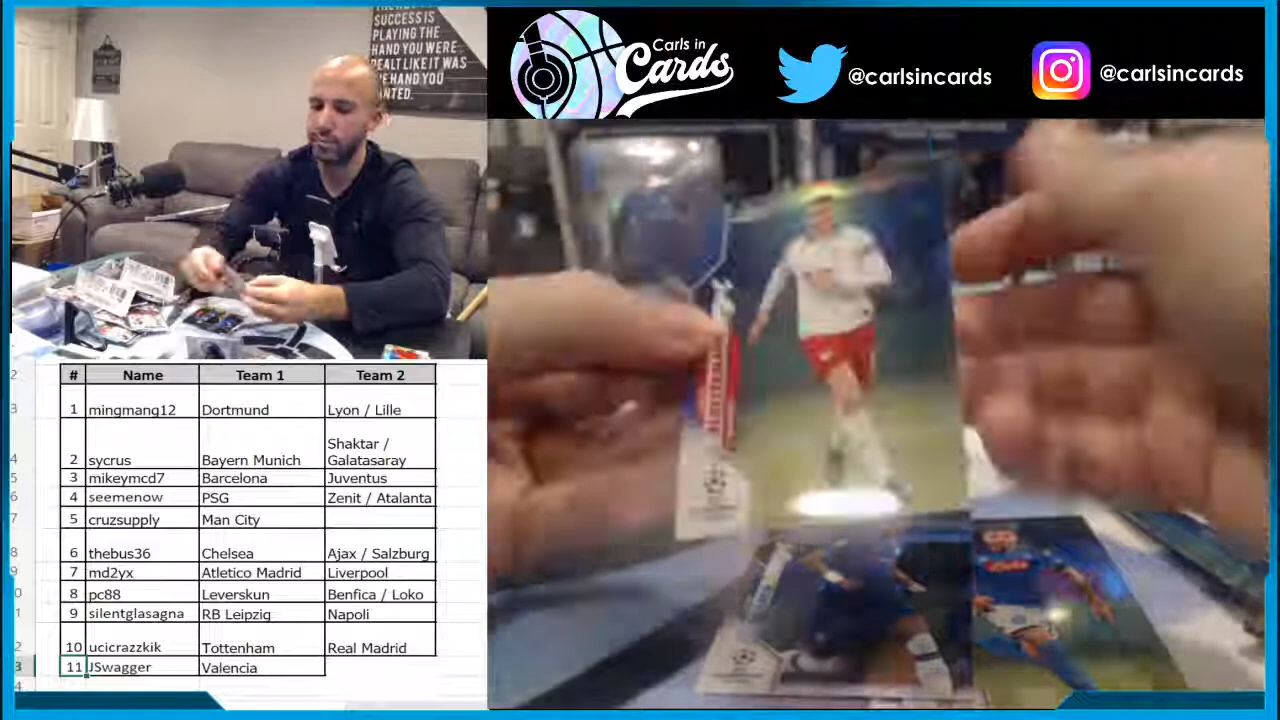 SUCCESS IS
PLAYING THE
HAND YOU WERE
DEALT LIKE IT WAS
THE HAND YOU
WANTED.
Carls in
Cards
@carlsincards
@carlsincards
# Name Team 1 Team 2
1 mingmang12 Dortmund Lyon / Lille
2 sycrus Bayern Munich Shaktar / Galatasaray
3 mikeymcd7 Barcelona Juventus
4 seemenow PSG Zenit / Atalanta
5 cruzsupply Man City
6 thebus36 Chelsea Ajax / Salzburg
7 md2yx Atletico Madrid Liverpool
8 pc88 Leverskun Benfica / Loko
9 silentglasagna RB Leipzig Napoli
10 ucicrazzkik Tottenham Real Madrid
11 JSwagger Valencia